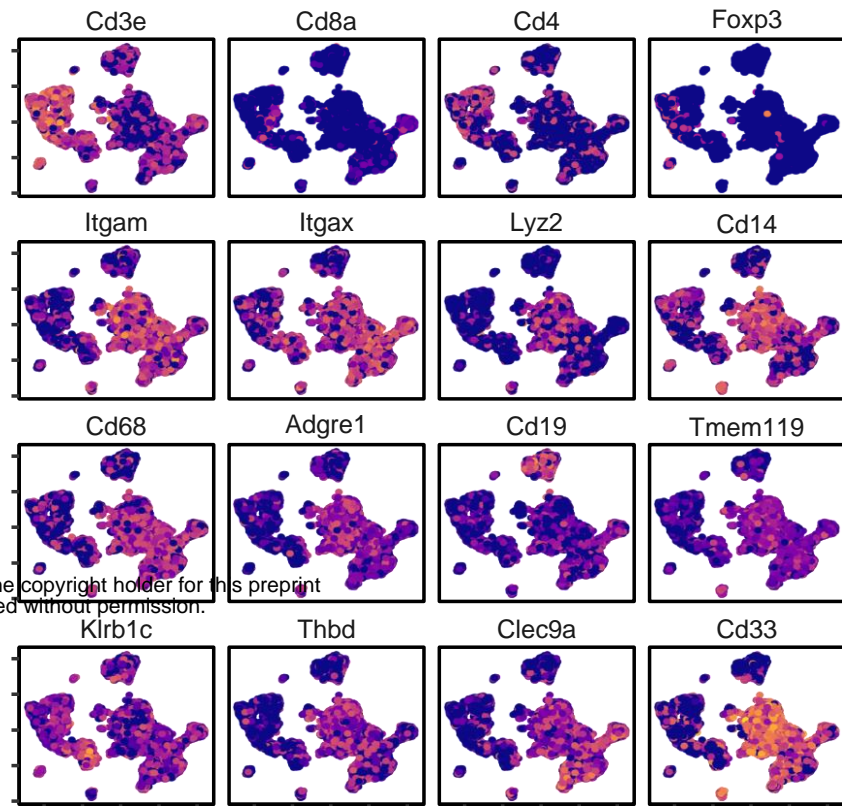 Cd3e Cd8a Cd4 Foxp3
Itgam Itgax Lyz2 Cd14
Cd68 Adgre1 Cd19 Tmem119
e copyright holder for this preprint
ed without permission.
Klrb1c Thbd Clec9a Cd33